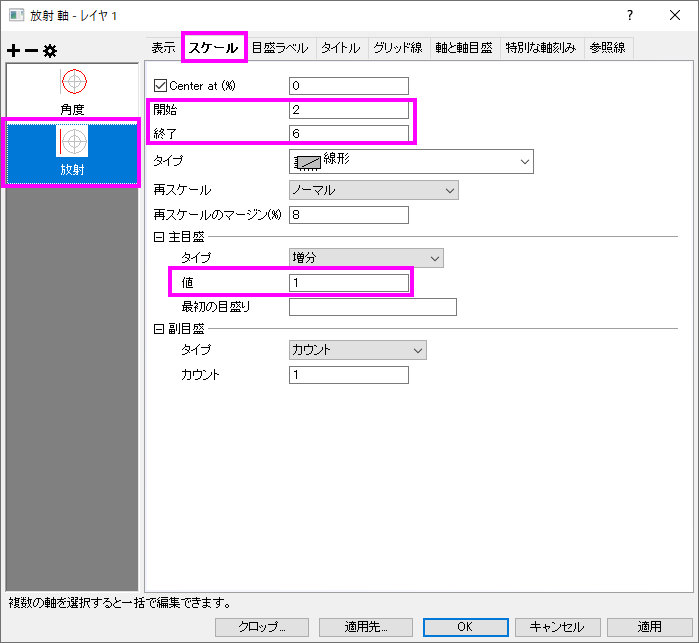 放射 軸 - レイヤ 1
?
表示 スケール 目盛ラベル タイトル グリッド線 軸と軸目盛 特別な軸刻み 参照線
角度
放射
Center at (%) 0
開始 2
終了 6
タイプ 線形
再スケール ノーマル
再スケールのマージン(%) 8
主目盛
タイプ 増分
値 1
最初の目盛り
副目盛
タイプ カウント
カウント 1
複数の軸を選択すると一括で編集できます。
クロップ... 適用先... OK キャンセル 適用